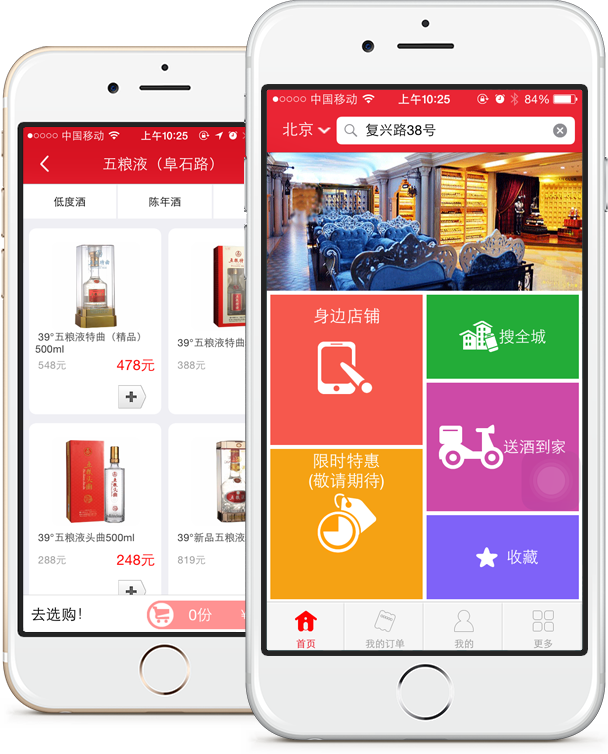 中国移动
上午10:25
五粮液（阜石路）
低度酒
陈年酒
39°五粮液特曲（精品）
500ml
548元
478元
39°五粮液特曲
388元
39°五粮液头曲500ml
288元
248元
39°新品五粮液
819元
去选购！
0份
¥
中国移动
上午10:25
84%
北京
复兴路38号
身边店铺
搜全城
送酒到家
限时特惠
(敬请期待)
收藏
首页
我的订单
我的
更多